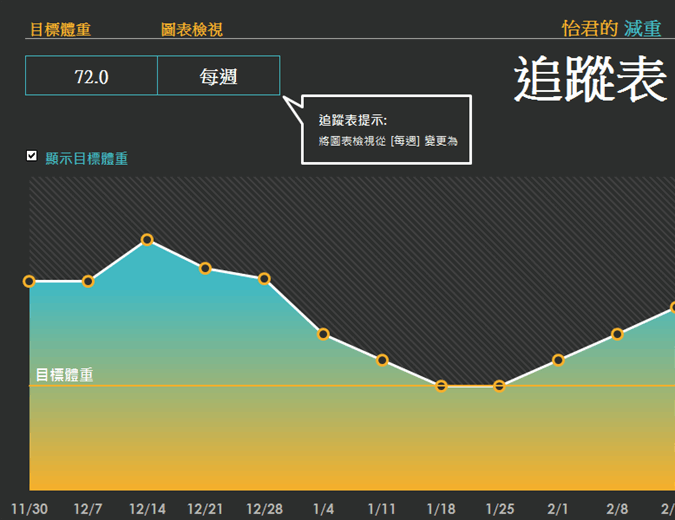 目標體重 圖表檢視
怡君的 減重
72.0 每週
追蹤表
追蹤表提示:
將圖表檢視從 [每週] 變更為
顯示目標體重
目標體重
11/30 12/7 12/14 12/21 12/28 1/4 1/11 1/18 1/25 2/1 2/8